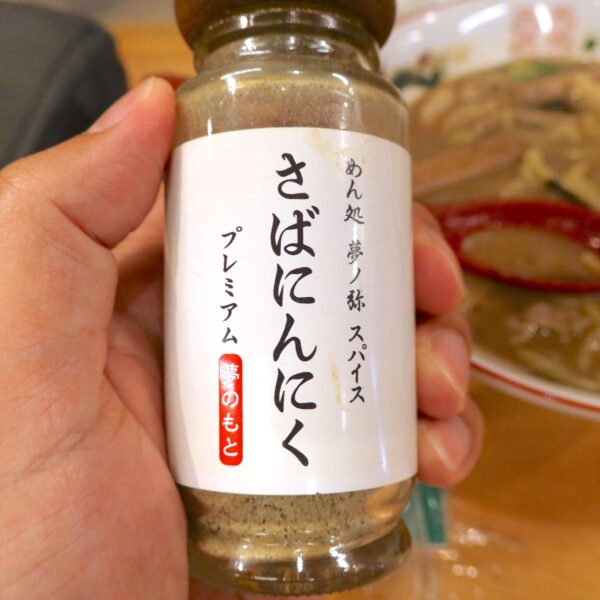 めん処 夢ノ弥 スパイス
さばにんにく
プレミアム
夢のもと